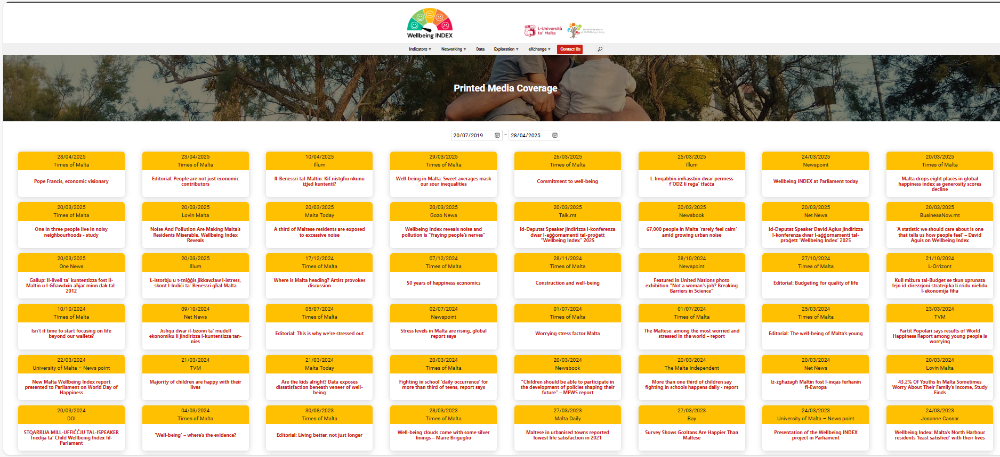 Wellbeing INDEX
L-Università
ta' Malta
Indicators
Networking
Data
Exploration
eXchange
Contact Us
Printed Media Coverage
20/07/2019 – 28/04/2025
28/04/2025
Times of Malta
Pope Francis, economic visionary
23/04/2025
Times of Malta
Editorial: People are not just economic
contributors
10/04/2025
Illum
Il-Benessri tal-Maltin: Kif nistgħu nkunu
iżjed kuntenti?
29/03/2025
Times of Malta
Well-being in Malta: Sweet averages mask
our sour inequalities
26/03/2025
Times of Malta
Commitment to well-being
25/03/2025
Illum
L-Imqabbin imħassbin dwar permess
f'ODZ li reġa' tfaċċa
24/03/2025
Newspoint
Wellbeing INDEX at Parliament today
20/03/2025
Times of Malta
Malta drops eight places in global
happiness index as generosity scores
decline
20/03/2025
Times of Malta
One in three people live in noisy
neighbourhoods - study
20/03/2025
Lovin Malta
Noise And Pollution Are Making Malta's
Residents Miserable, Wellbeing Index
Reveals
20/03/2025
Malta Today
A third of Maltese residents are exposed
to excessive noise
20/03/2025
Gozo News
Wellbeing Index reveals noise and
pollution is “fraying people's nerves”
20/03/2025
Talk.mt
Id-Deputat Speaker jindirizza l-konferenza
dwar l-aġġornamenti tal-proġett
“Wellbeing Index” 2025
20/03/2025
Newsbook
67,000 people in Malta ‘rarely feel calm’
amid growing urban noise
20/03/2025
Net News
Id-Deputat Speaker David Agius jindirizza
l-konferenza dwar l-aġġornamenti tal-
proġett ‘Wellbeing Index’ 2025
20/03/2025
BusinessNow.mt
‘A statistic we should care about is one
that tells us how people feel’ – David
Aguis on Wellbeing Index
20/03/2025
One News
Gallup: Il-livell ta’ kuntentizza fost il-
Maltin u l-Għawdxin aħjar minn dak tal-
2012
20/03/2025
Illum
L-istorbju u t-tniġġis jikkawżaw l-istress,
skont l-Indiċi ta’ Benessri għal Malta
17/12/2024
Times of Malta
Where is Malta heading? Artist provokes
discussion
07/12/2024
Times of Malta
50 years of happiness economics
28/11/2024
Times of Malta
Construction and well-being
28/10/2024
Newspoint
Featured in United Nations photo
exhibition “Not a woman's job? Breaking
Barriers in Science”
27/10/2024
Times of Malta
Editorial: Budgeting for quality of life
21/10/2024
L-Orrizont
Kull miżura tal-Budget se tkun xprunata
lejn id-direzzjoni strateġika li rridu nieħdu
l-ekonomija fiha
10/10/2024
Times of Malta
Isn't it time to start focusing on life
beyond our wallets?
09/10/2024
Net News
Jisħqu dwar il-bżonn ta’ mudell
ekonomiku li jindirizza l-kuntentizza tan-
nies
05/07/2024
Times of Malta
Editorial: This is why we're stressed out
02/07/2024
Newspoint
Stress levels in Malta are rising, global
report says
01/07/2024
Times of Malta
Worrying stress factor Malta
01/07/2024
Times of Malta
The Maltese: among the most worried and
stressed in the world – report
25/03/2024
Times of Malta
Editorial: The well-being of Malta's young
23/03/2024
TVM
Partit Popolari says results of World
Happiness Report among young people is
worrying
22/03/2024
University of Malta – News point
New Malta Wellbeing Index report
presented to Parliament on World Day of
Happiness
21/03/2024
TVM
Majority of children are happy with their
lives
21/03/2024
Malta Today
Are the kids alright? Data exposes
dissatisfaction beneath veneer of well-
being
20/03/2024
Times of Malta
Fighting in school 'daily occurrence' for
more than third of teens, report says
20/03/2024
Newsbook
“Children should be able to participate in
the development of policies shaping their
future” – MFWS report
20/03/2024
The Malta Independent
More than one third of children say
fighting in schools happens daily - report
20/03/2024
Net News
Iż-żgħażagħ Maltin fost l-inqas ferħanin
fl-Ewropa
20/03/2024
Lovin Malta
43.2% Of Youths In Malta Sometimes
Worry About Their Family's Income, Study
Finds
20/03/2024
DOI
STQARRIJA MILL-UFFIĊĊJU TAL-ISPEAKER
Tnedija ta’ Child Wellbeing Index fil-
Parlament
04/03/2024
Times of Malta
‘Well-being’ – where's the evidence?
30/08/2023
Times of Malta
Editorial: Living better, not just longer
28/03/2023
Times of Malta
Well-being clouds come with some silver
linings – Marie Briguglio
27/03/2023
Malta Daily
Maltese in urbanised towns reported
lowest life satisfaction in 2021
27/03/2023
Bay
Survey Shows Gozitans Are Happier Than
Maltese
24/03/2023
University of Malta – News point
Presentation of the Wellbeing INDEX
project in Parliament
24/03/2023
Josanne Cassar
Wellbeing Index: Malta's North Harbour
residents ‘least satisfied’ with their lives